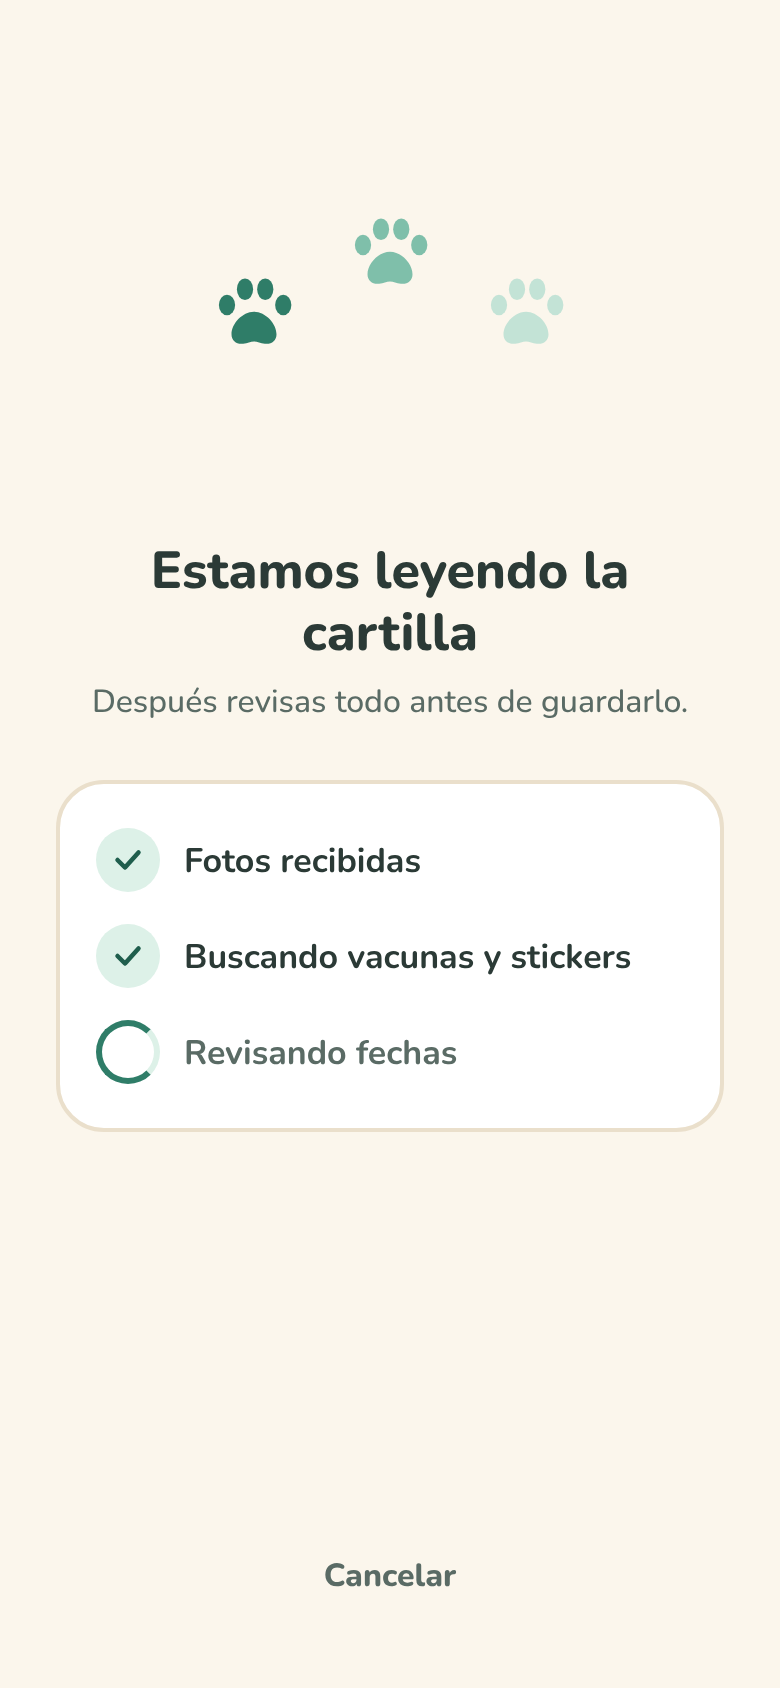 Estamos leyendo la
cartilla
Después revisas todo antes de guardarlo.
Fotos recibidas
Buscando vacunas y stickers
Revisando fechas
Cancelar